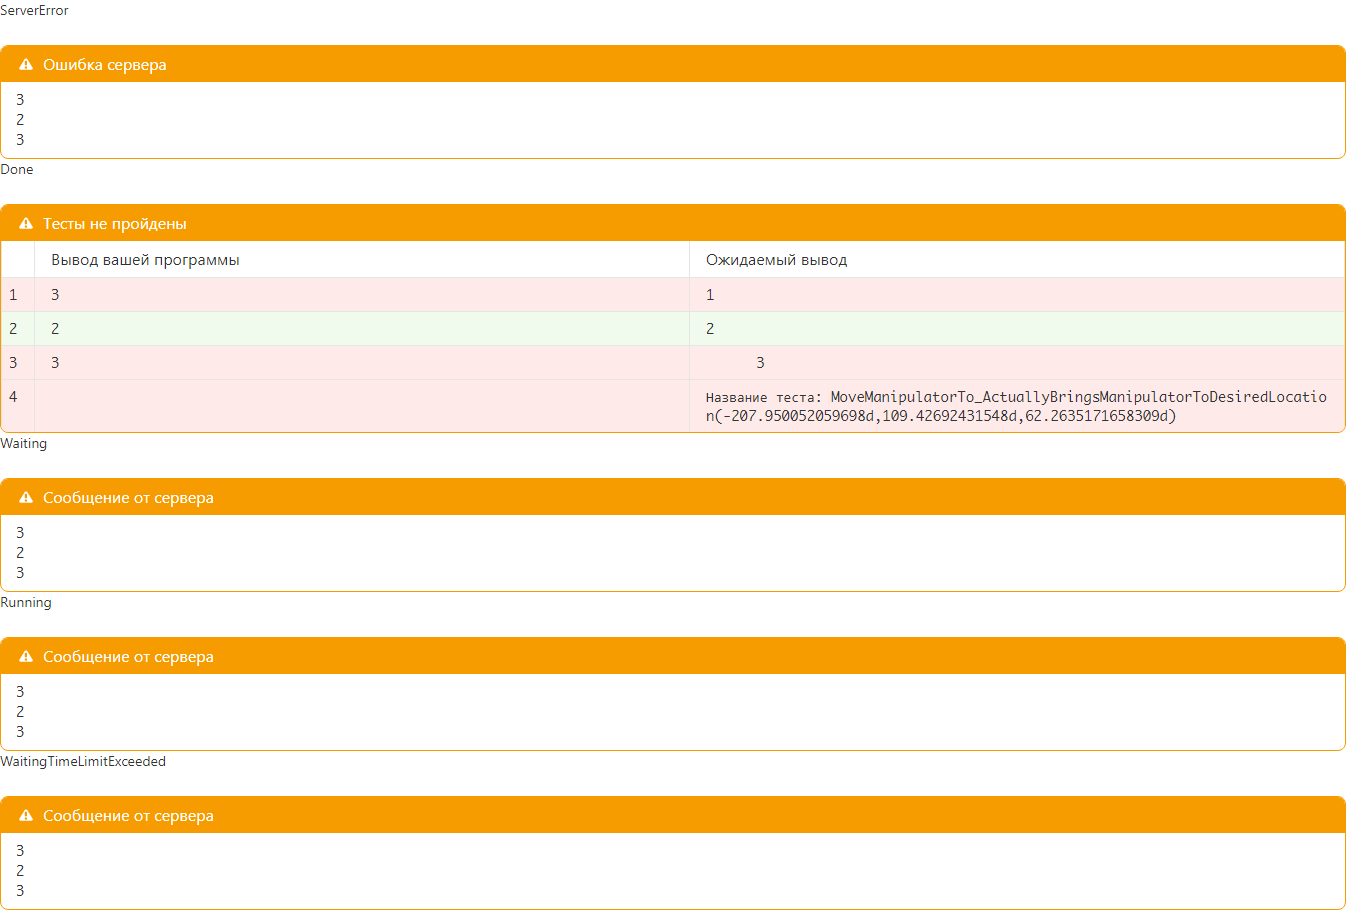 ServerError
Ошибка сервера
3
2
3
Done
Тесты не пройдены
Вывод вашей программы Ожидаемый вывод
1 3 1
2 2 2
3 3 3
4 Название теста: MoveManipulatorTo_ActuallyBringsManipulatorToDesiredLocatio
n(-207.950052059698d,109.42692431548d,62.2635171658309d)
Waiting
Сообщение от сервера
3
2
3
Running
Сообщение от сервера
3
2
3
WaitingTimeLimitExceeded
Сообщение от сервера
3
2
3